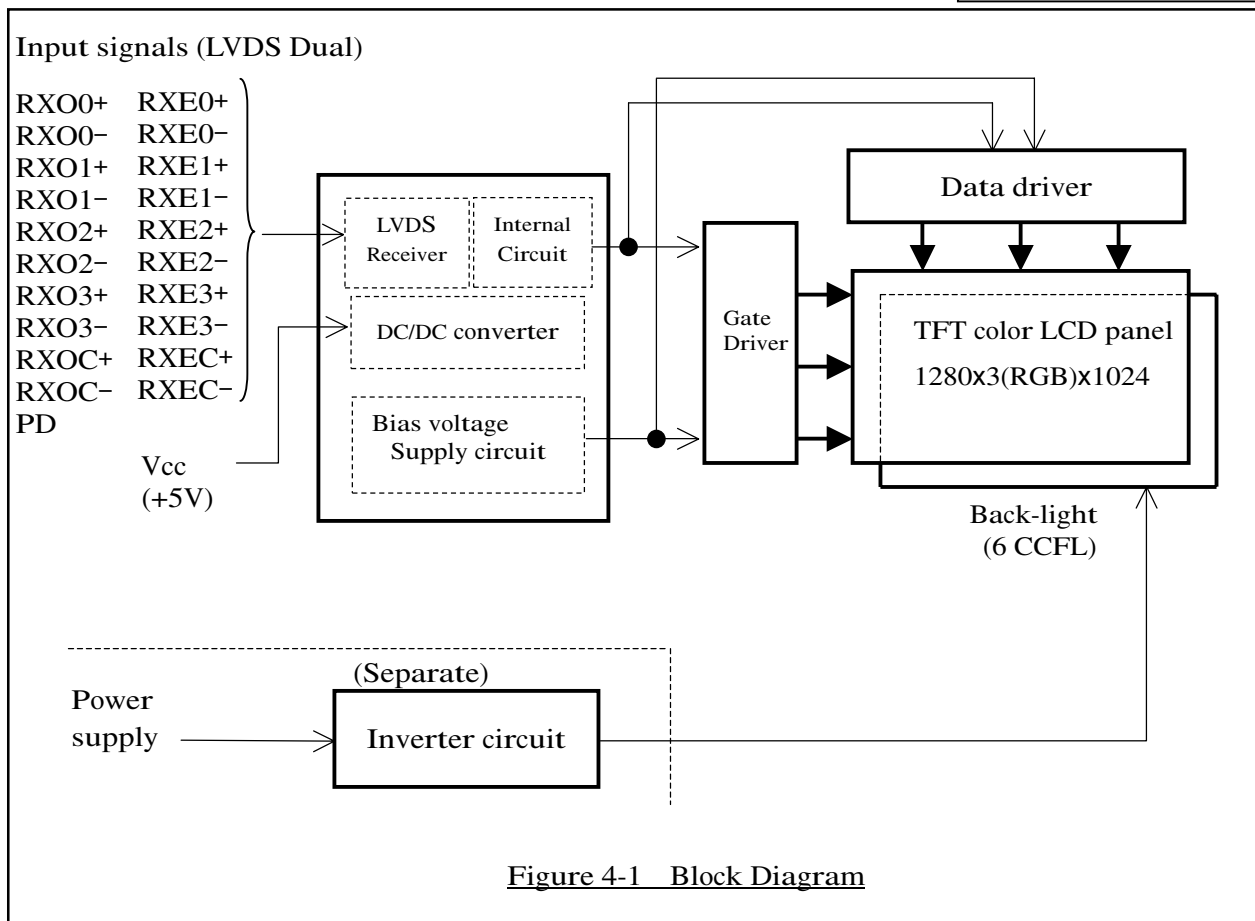 Input signals (LVDS Dual)
RXO0+ RXE0+
RXO0− RXE0−
RXO1+ RXE1+
RXO1− RXE1−
RXO2+ RXE2+
RXO2− RXE2−
RXO3+ RXE3+
RXO3− RXE3−
RXOC+ RXEC+
RXOC− RXEC−
PD
Vcc
(+5V)
LVDS
Receiver
Internal
Circuit
DC/DC converter
Bias voltage
Supply circuit
Gate
Driver
Data driver
TFT color LCD panel
1280x3(RGB)x1024
Back-light
(6 CCFL)
(Separate)
Power
supply
Inverter circuit
Figure 4-1 Block Diagram